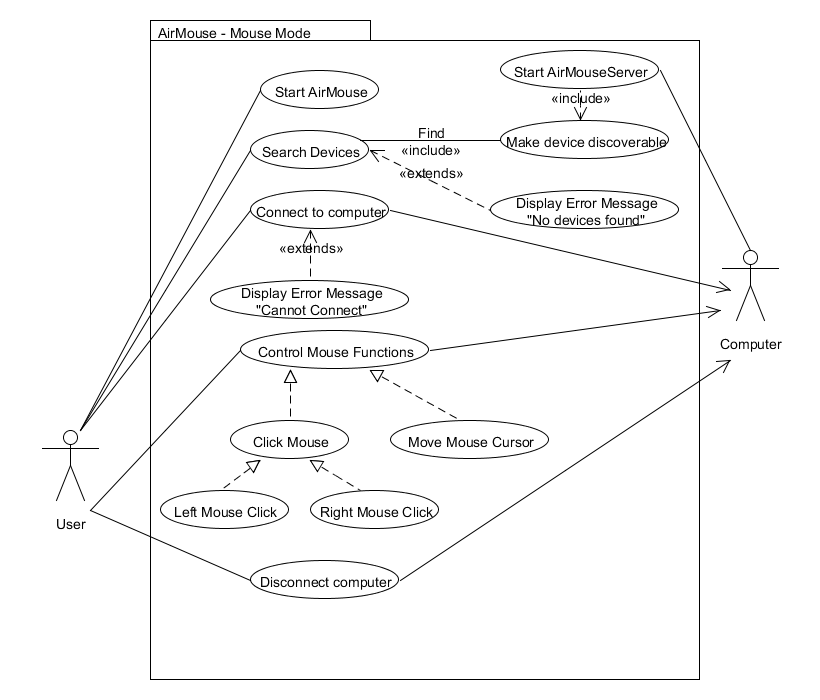 AirMouse - Mouse Mode
Start AirMouseServer
Start AirMouse
«include»
Find
Search Devices
«include»
Make device discoverable
«extends»
Connect to computer
Display Error Message
"No devices found"
«extends»
Display Error Message
"Cannot Connect"
Computer
Control Mouse Functions
Click Mouse
Move Mouse Cursor
Left Mouse Click
Right Mouse Click
User
Disconnect computer